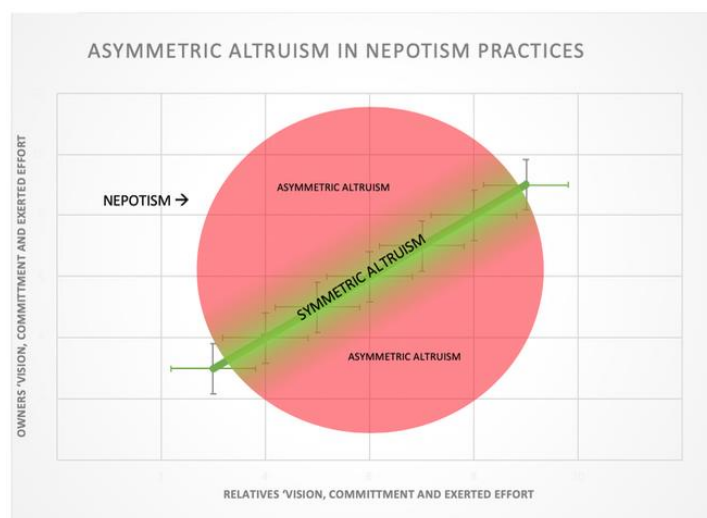 ASYMMETRIC ALTRUISM IN NEPOTISM PRACTICES
OWNERS 'VISION, COMMITTMENT AND EXERTED EFFORT
ASYMMETRIC ALTRUISM
NEPOTISM →
SYMMETRIC ALTRUISM
ASYMMETRIC ALTRUISM
RELATIVES 'VISION, COMMITTMENT AND EXERTED EFFORT